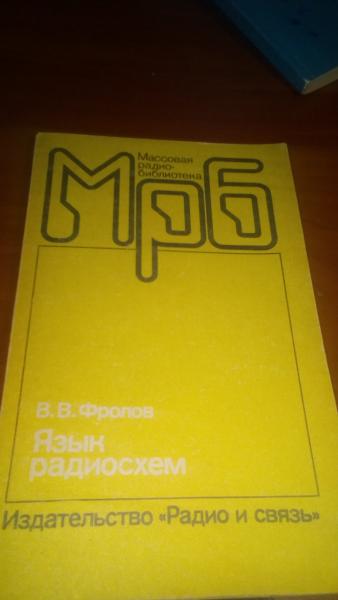 Массовая
радио-
библиотека
Мрб
В. В. Фролов
Язык
радиосхем
Издательство «Радио и связь»